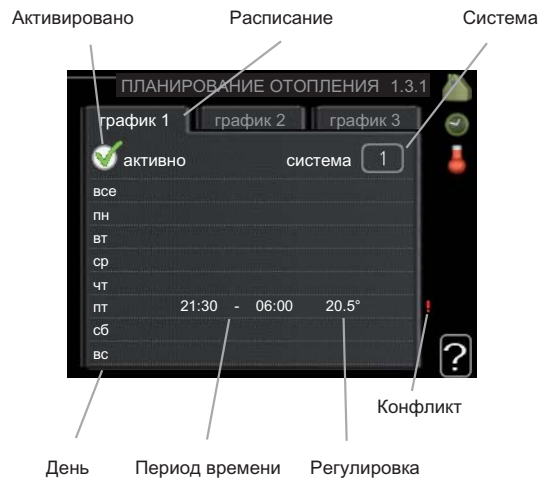 Активировано Расписание Система
ПЛАНИРОВАНИЕ ОТОПЛЕНИЯ 1.3.1
график 1 график 2 график 3
активно система 1
все
пн
вт
ср
чт
пт 21:30 - 06:00 20.5° !
сб
вс
?
Конфликт
День Период времени Регулировка